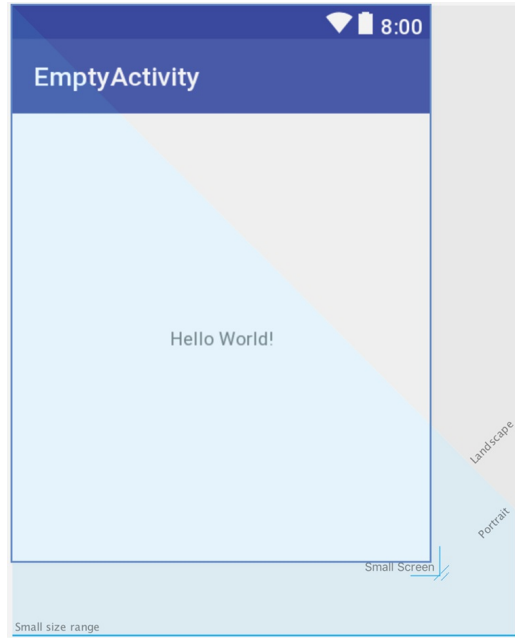 8:00
EmptyActivity
Hello World!
Landscape
Portrait
Small Screen
Small size range